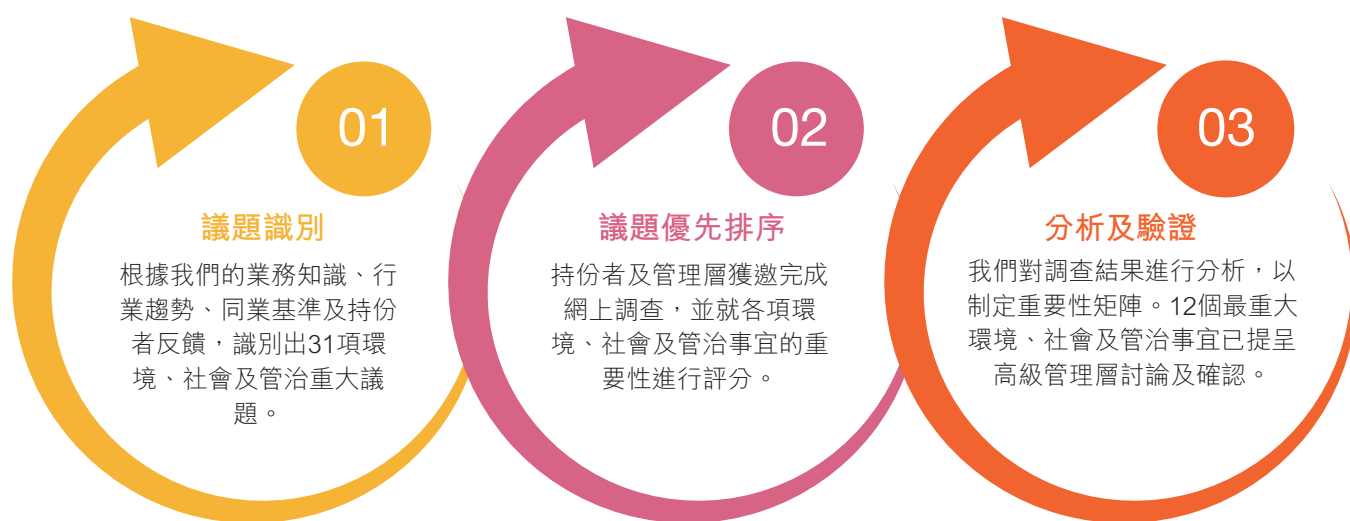 01
議題識別
根據我們的業務知識、行
業趨勢、同業基準及持份
者反饋，識別出31項環
境、社會及管治重大議
題。
02
議題優先排序
持份者及管理層獲邀完成
網上調查，並就各項環
境、社會及管治事宜的重
要性進行評分。
03
分析及驗證
我們對調查結果進行分析，以
制定重要性矩陣。12個最重大
環境、社會及管治事宜已提呈
高級管理層討論及確認。